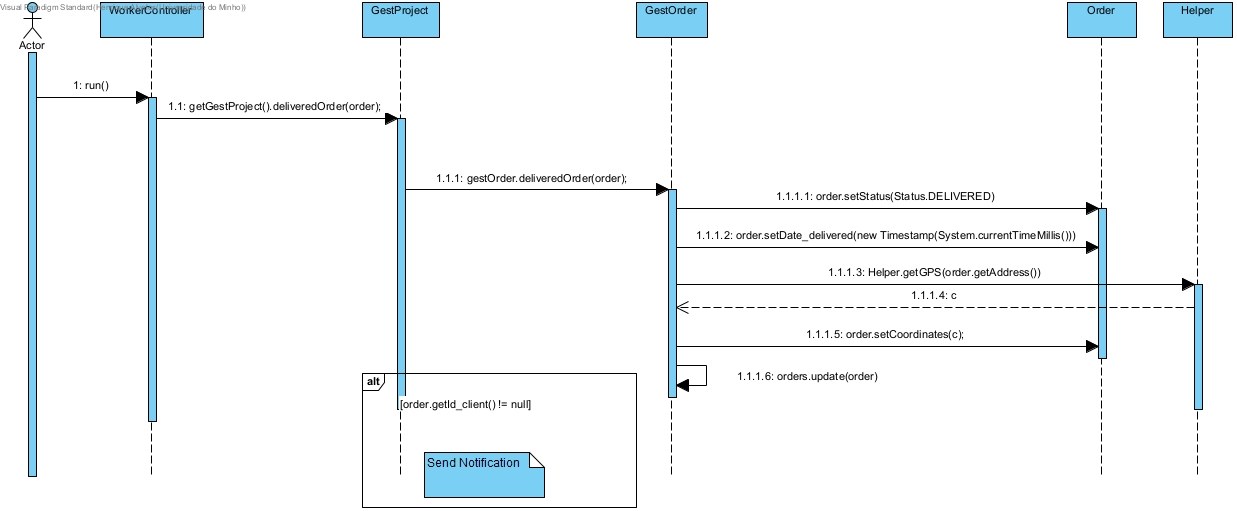 Visual Paradigm Standard(Hen do Minho))
WorkerController
GestProject
GestOrder
Order
Helper
Actor
1: run()
1.1: getGestProject().deliveredOrder(order);
1.1.1: gestOrder.deliveredOrder(order);
1.1.1.1: order.setStatus(Status.DELIVERED)
1.1.1.2: order.setDate_delivered(new Timestamp(System.currentTimeMillis()))
1.1.1.3: Helper.getGPS(order.getAddress())
1.1.1.4: c
1.1.1.5: order.setCoordinates(c);
1.1.1.6: orders.update(order)
alt
[order.getId_client() != null]
Send Notification